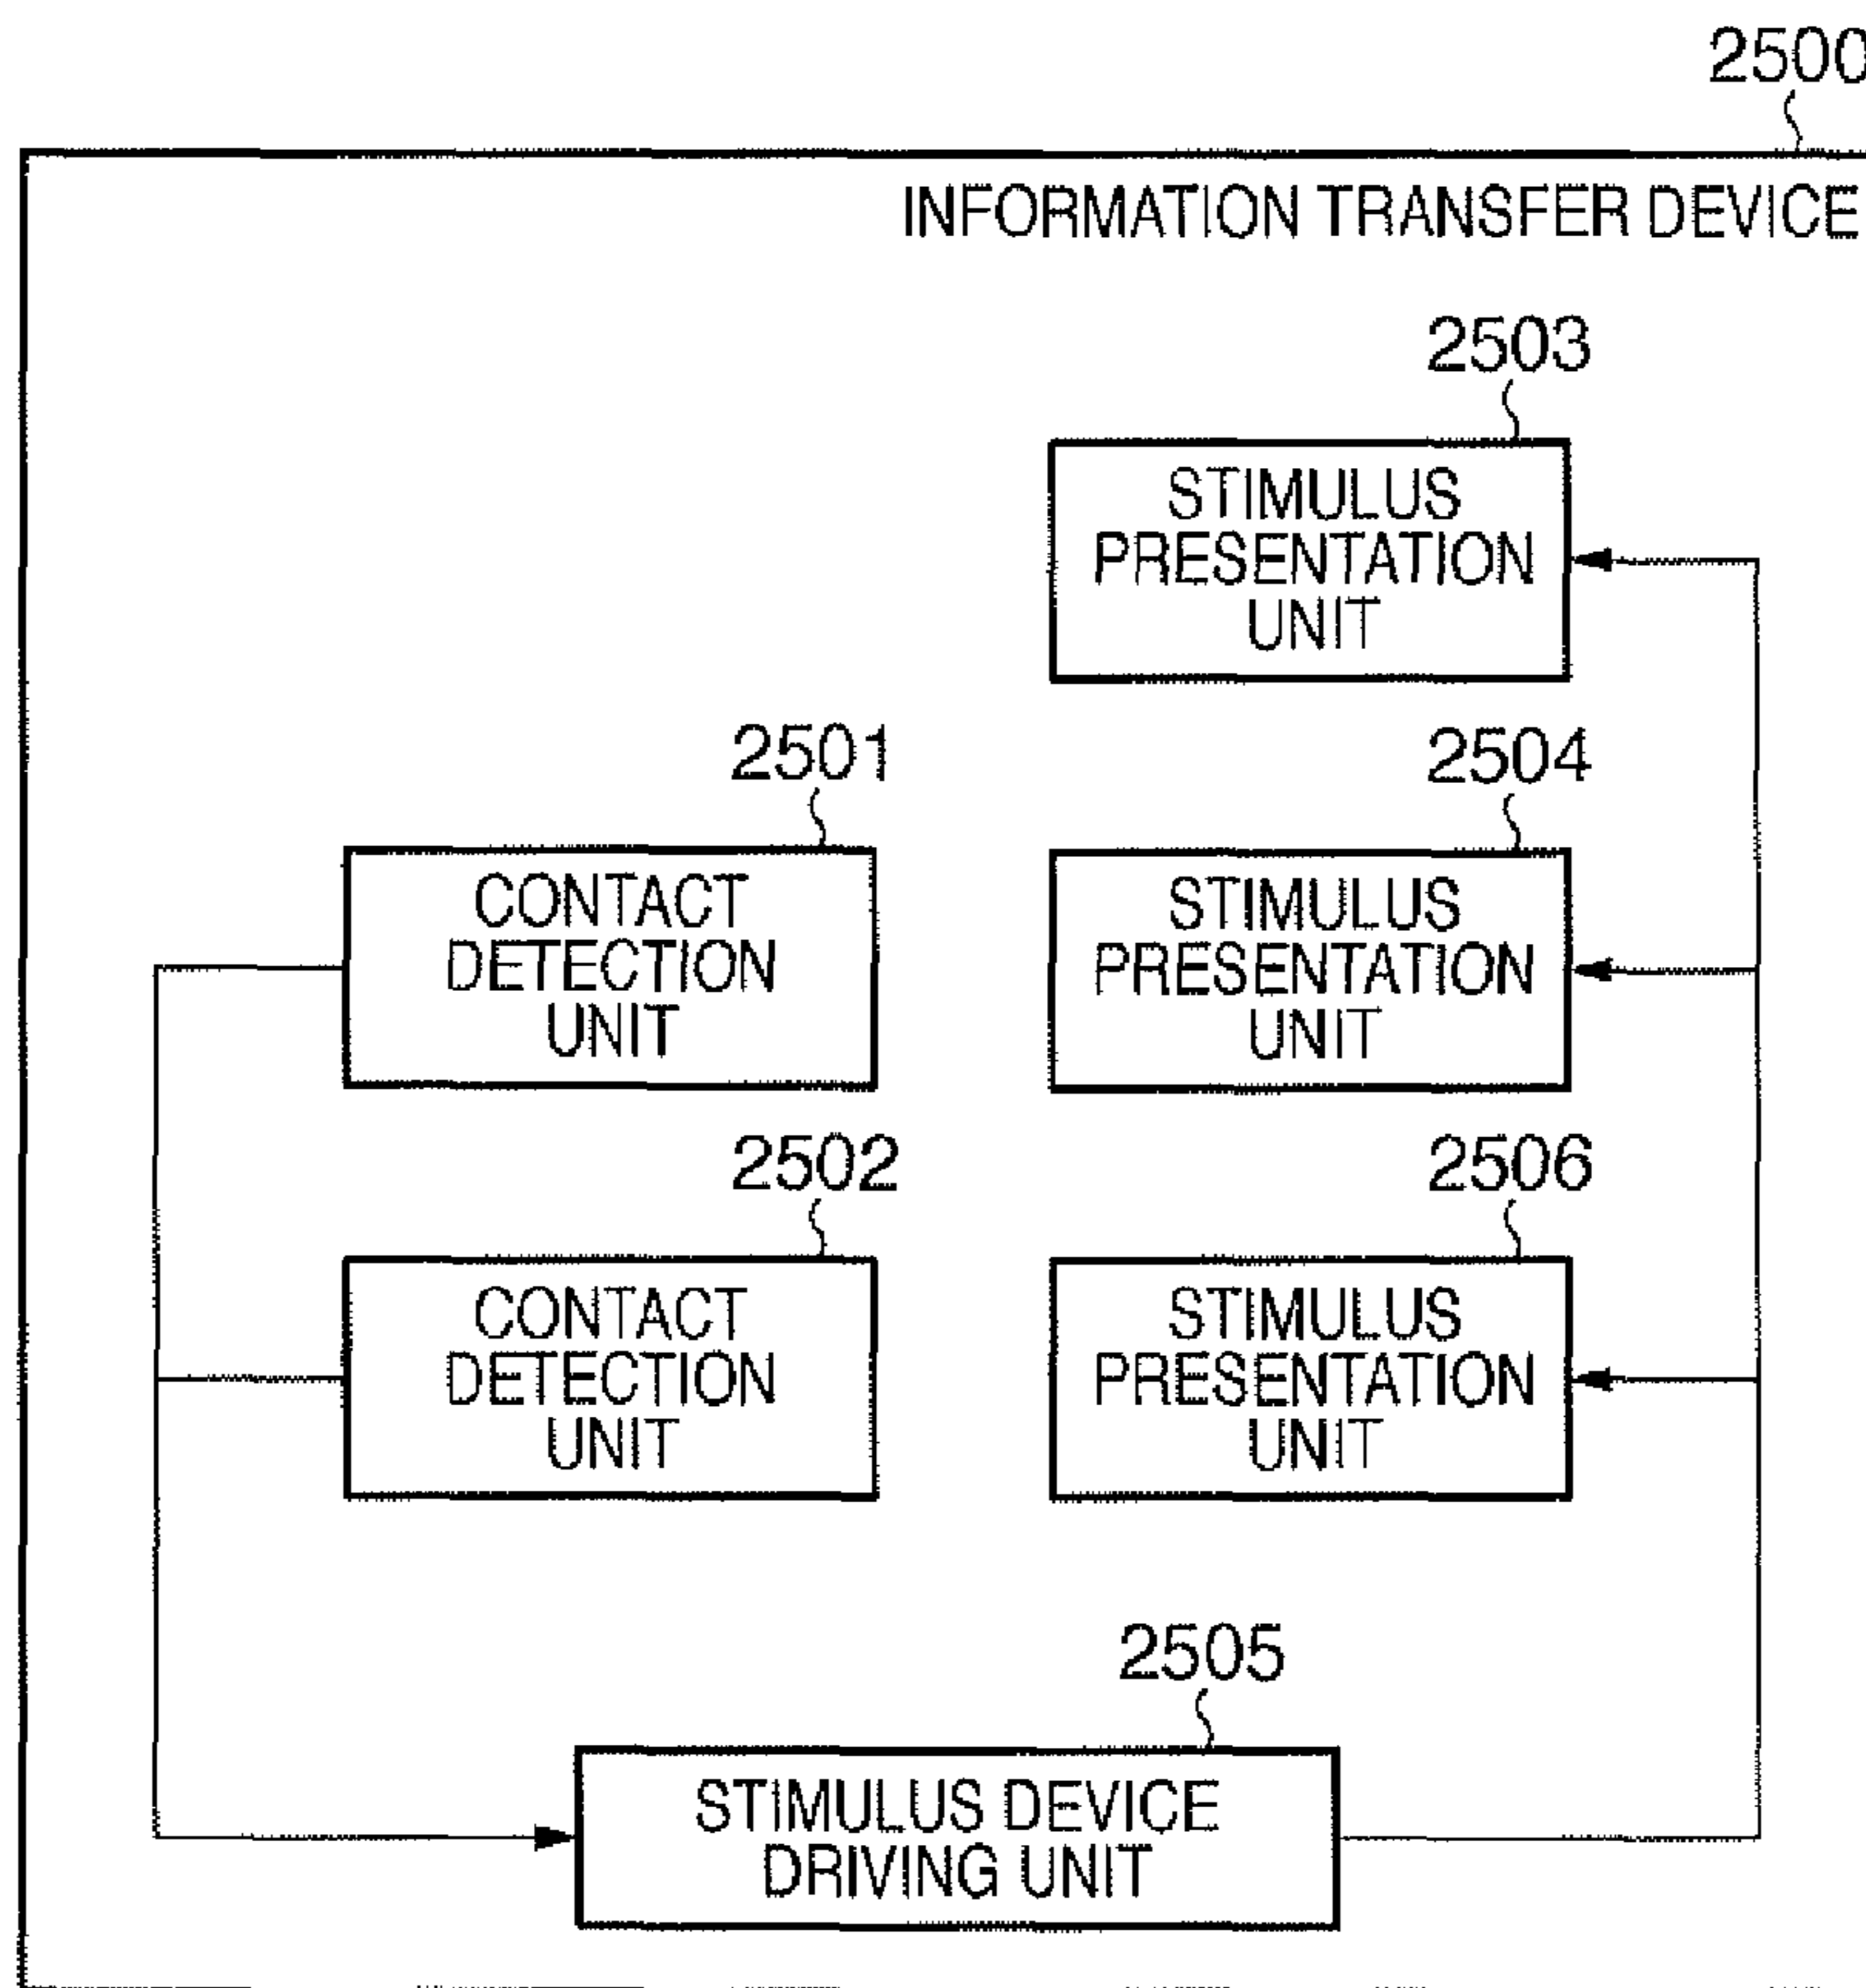 2500
INFORMATION TRANSFER DEVICE
2503
STIMULUS
PRESENTATION
UNIT
2501
CONTACT
DETECTION
UNIT
2504
STIMULUS
PRESENTATION
UNIT
2502
CONTACT
DETECTION
UNIT
2506
STIMULUS
PRESENTATION
UNIT
2505
STIMULUS DEVICE
DRIVING UNIT